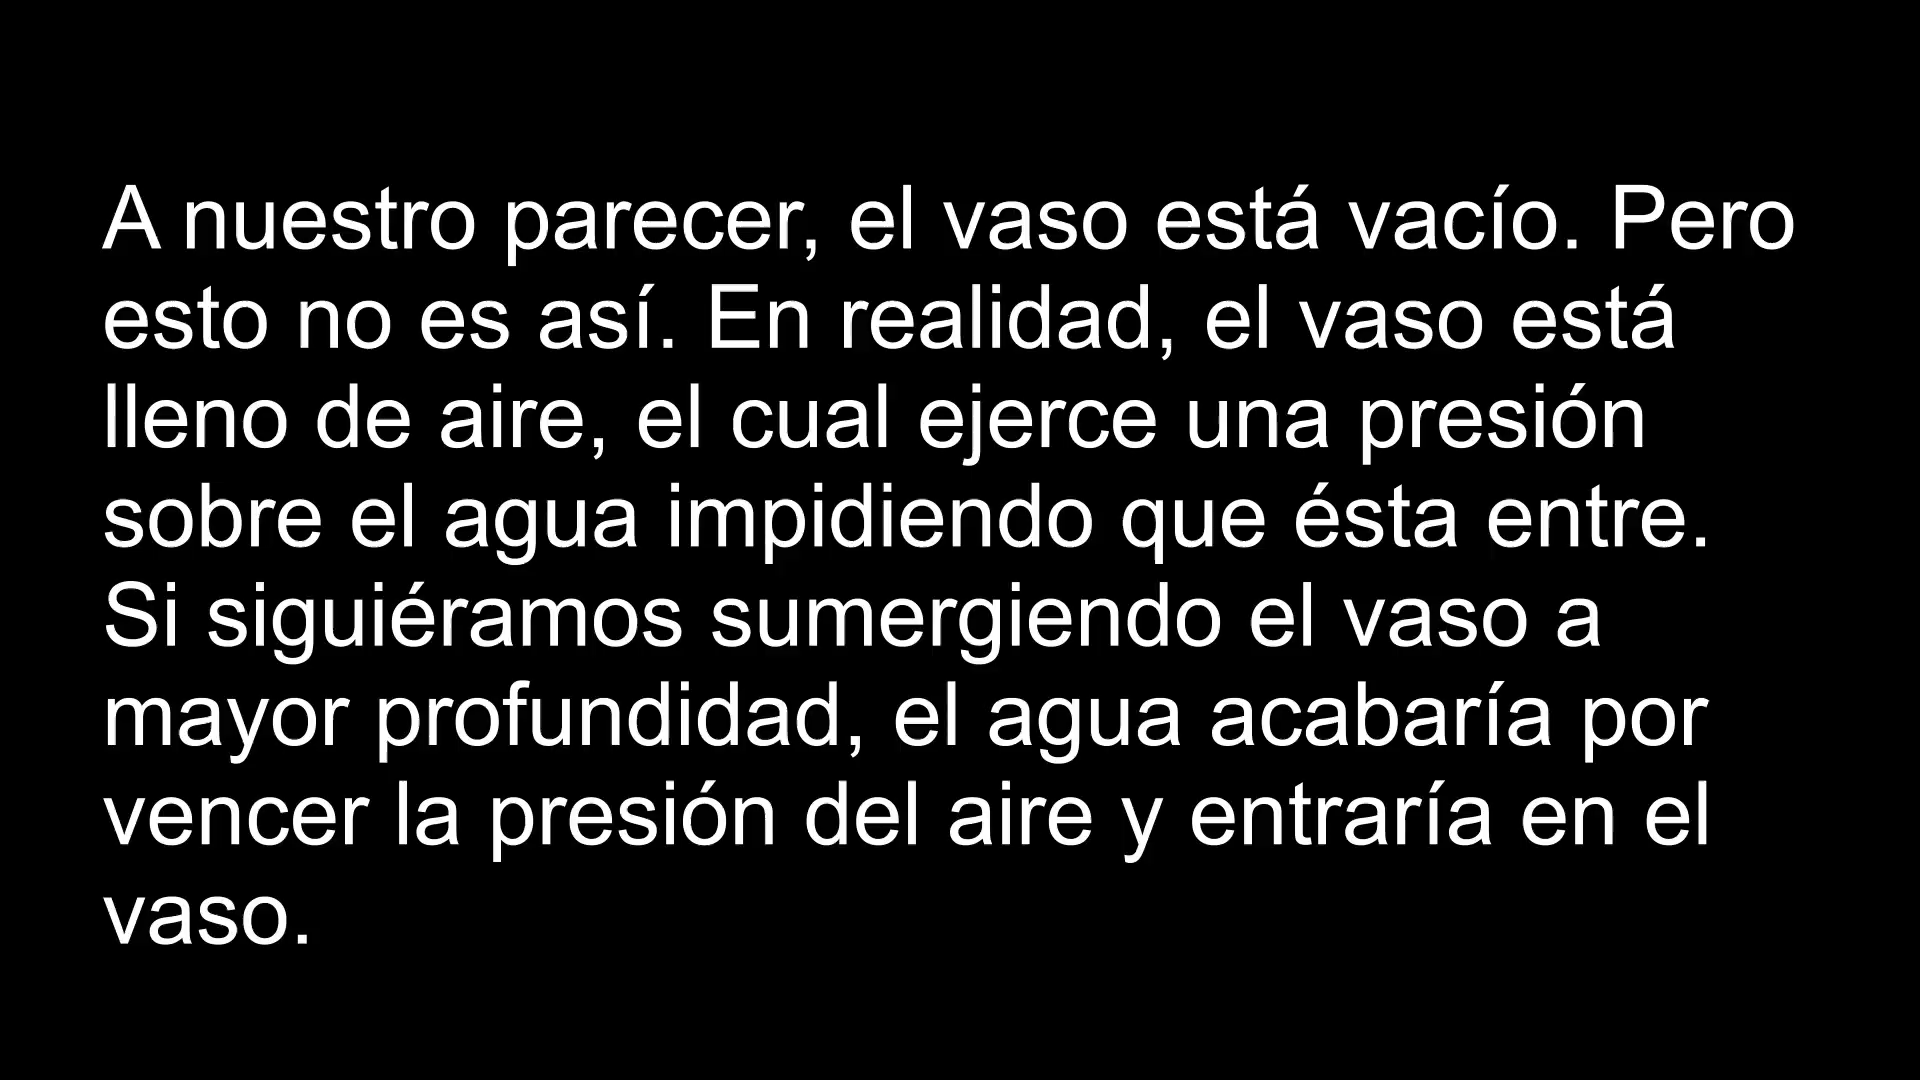 A nuestro parecer, el vaso está vacío. Pero
esto no es así. En realidad, el vaso está
lleno de aire, el cual ejerce una presión
sobre el agua impidiendo que ésta entre.
Si siguiéramos sumergiendo el vaso a
mayor profundidad, el agua acabaría por
vencer la presión del aire y entraría en el
vaso.